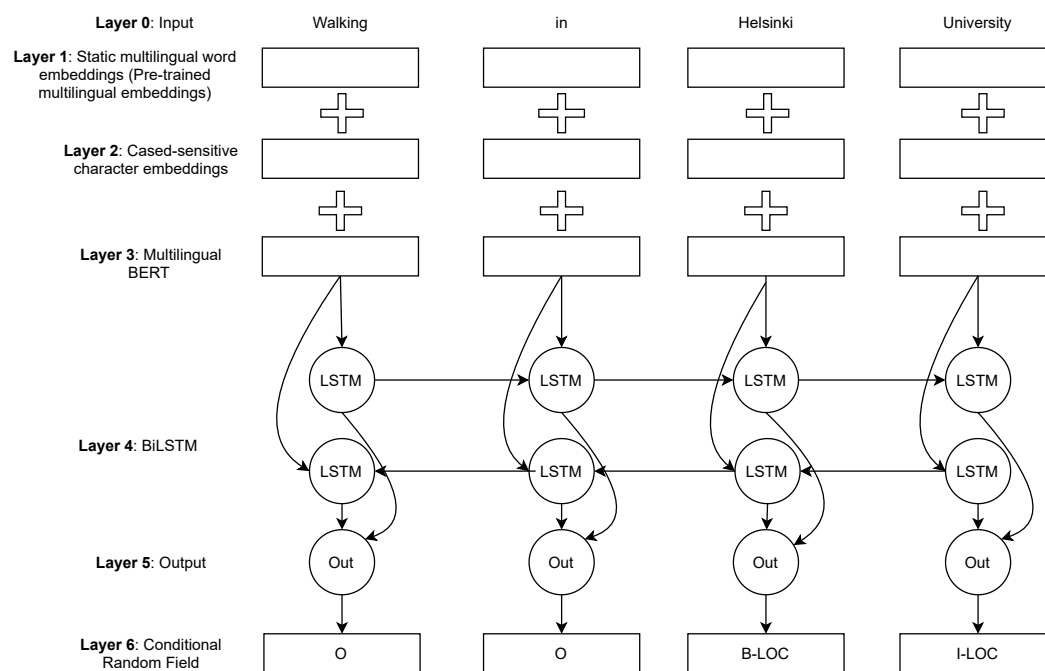 Layer 0: Input Walking in Helsinki University
Layer 1: Static multilingual word
embeddings (Pre-trained
multilingual embeddings)
Layer 2: Cased-sensitive
character embeddings
Layer 3: Multilingual
BERT
LSTM LSTM LSTM LSTM
Layer 4: BiLSTM
LSTM LSTM LSTM LSTM
Layer 5: Output Out Out Out Out
Layer 6: Conditional
Random Field
O O B-LOC I-LOC